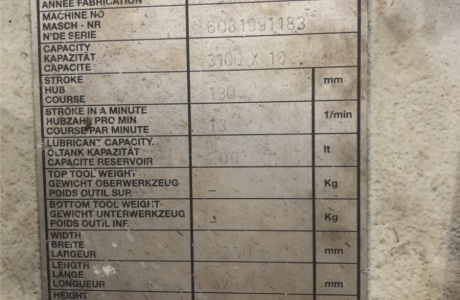 ANNEE FABRICATION
MACHINE NO
MASCH - NR
N'DE SERIE
6081991183
CAPACITY
KAPAZITÄT
CAPACITE
3100 X 10
STROKE
HUB
COURSE
130
mm
STROKE IN A MINUTE
HUBZAHL PRO MIN
COURSE PAR MINUTE
13
1/min
LUBRICANT CAPACITY
ÖLTANK KAPAZITÄT
CAPACITE RESERVOIR
200
lt
TOP TOOL WEIGHT
GEWICHT OBERWERKZEUG
POIDS OUTIL SUP.
-
Kg
BOTTOM TOOL WEIGHT
GEWICHT UNTERWERKZEUG
POIDS OUTIL INF.
-
Kg
WIDTH
BREITE
LARGEUR
mm
LENGTH
LÄNGE
LONGUEUR
mm
HEIGHT